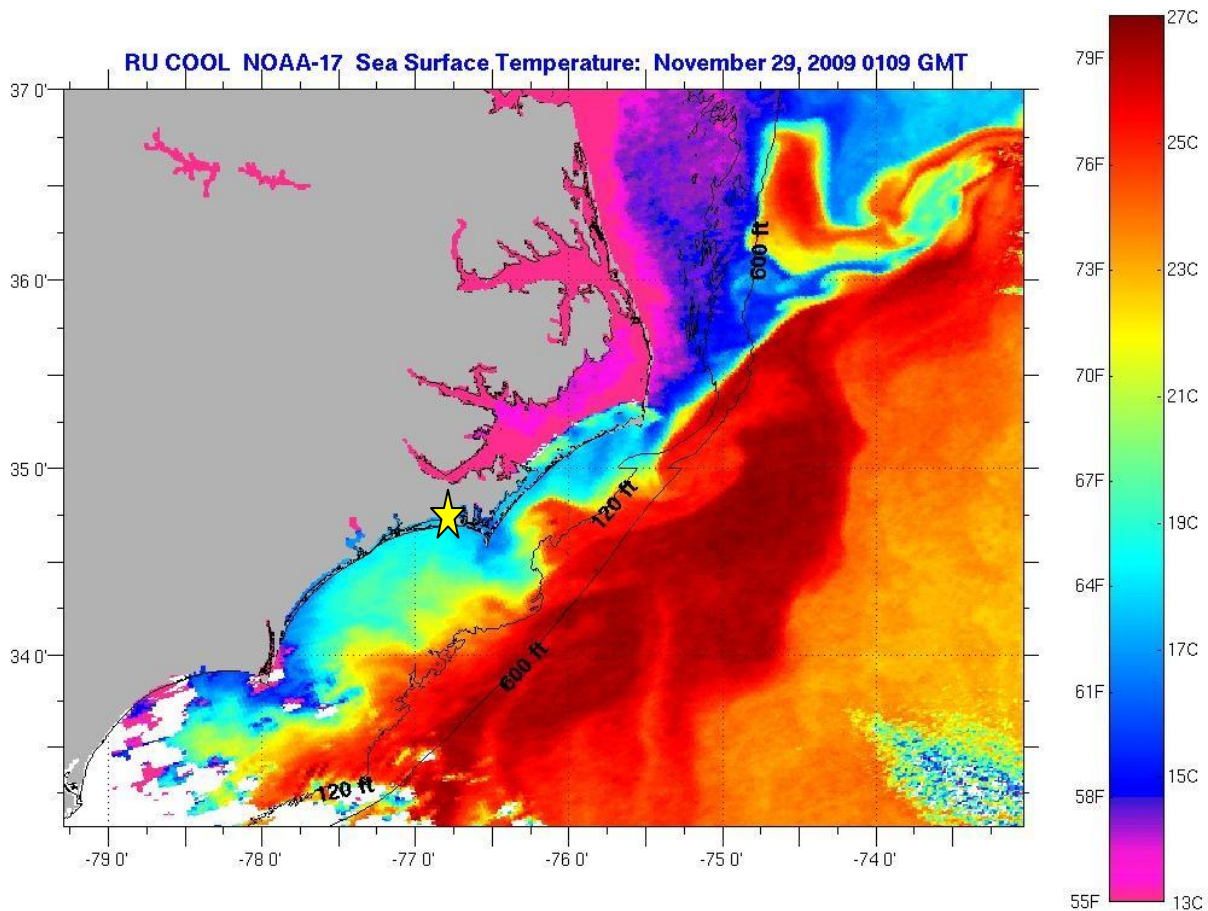 RU COOL NOAA-17 Sea Surface Temperature: November 29, 2009 0109 GMT
37 0'
36 0'
35 0'
34 0'
-79 0'
-78 0'
-77 0'
-76 0'
-75 0'
-74 0'
600 ft
120 ft
600 ft
120 ft
79F
76F
73F
70F
67F
64F
61F
58F
55F
27C
25C
23C
21C
19C
17C
15C
13C